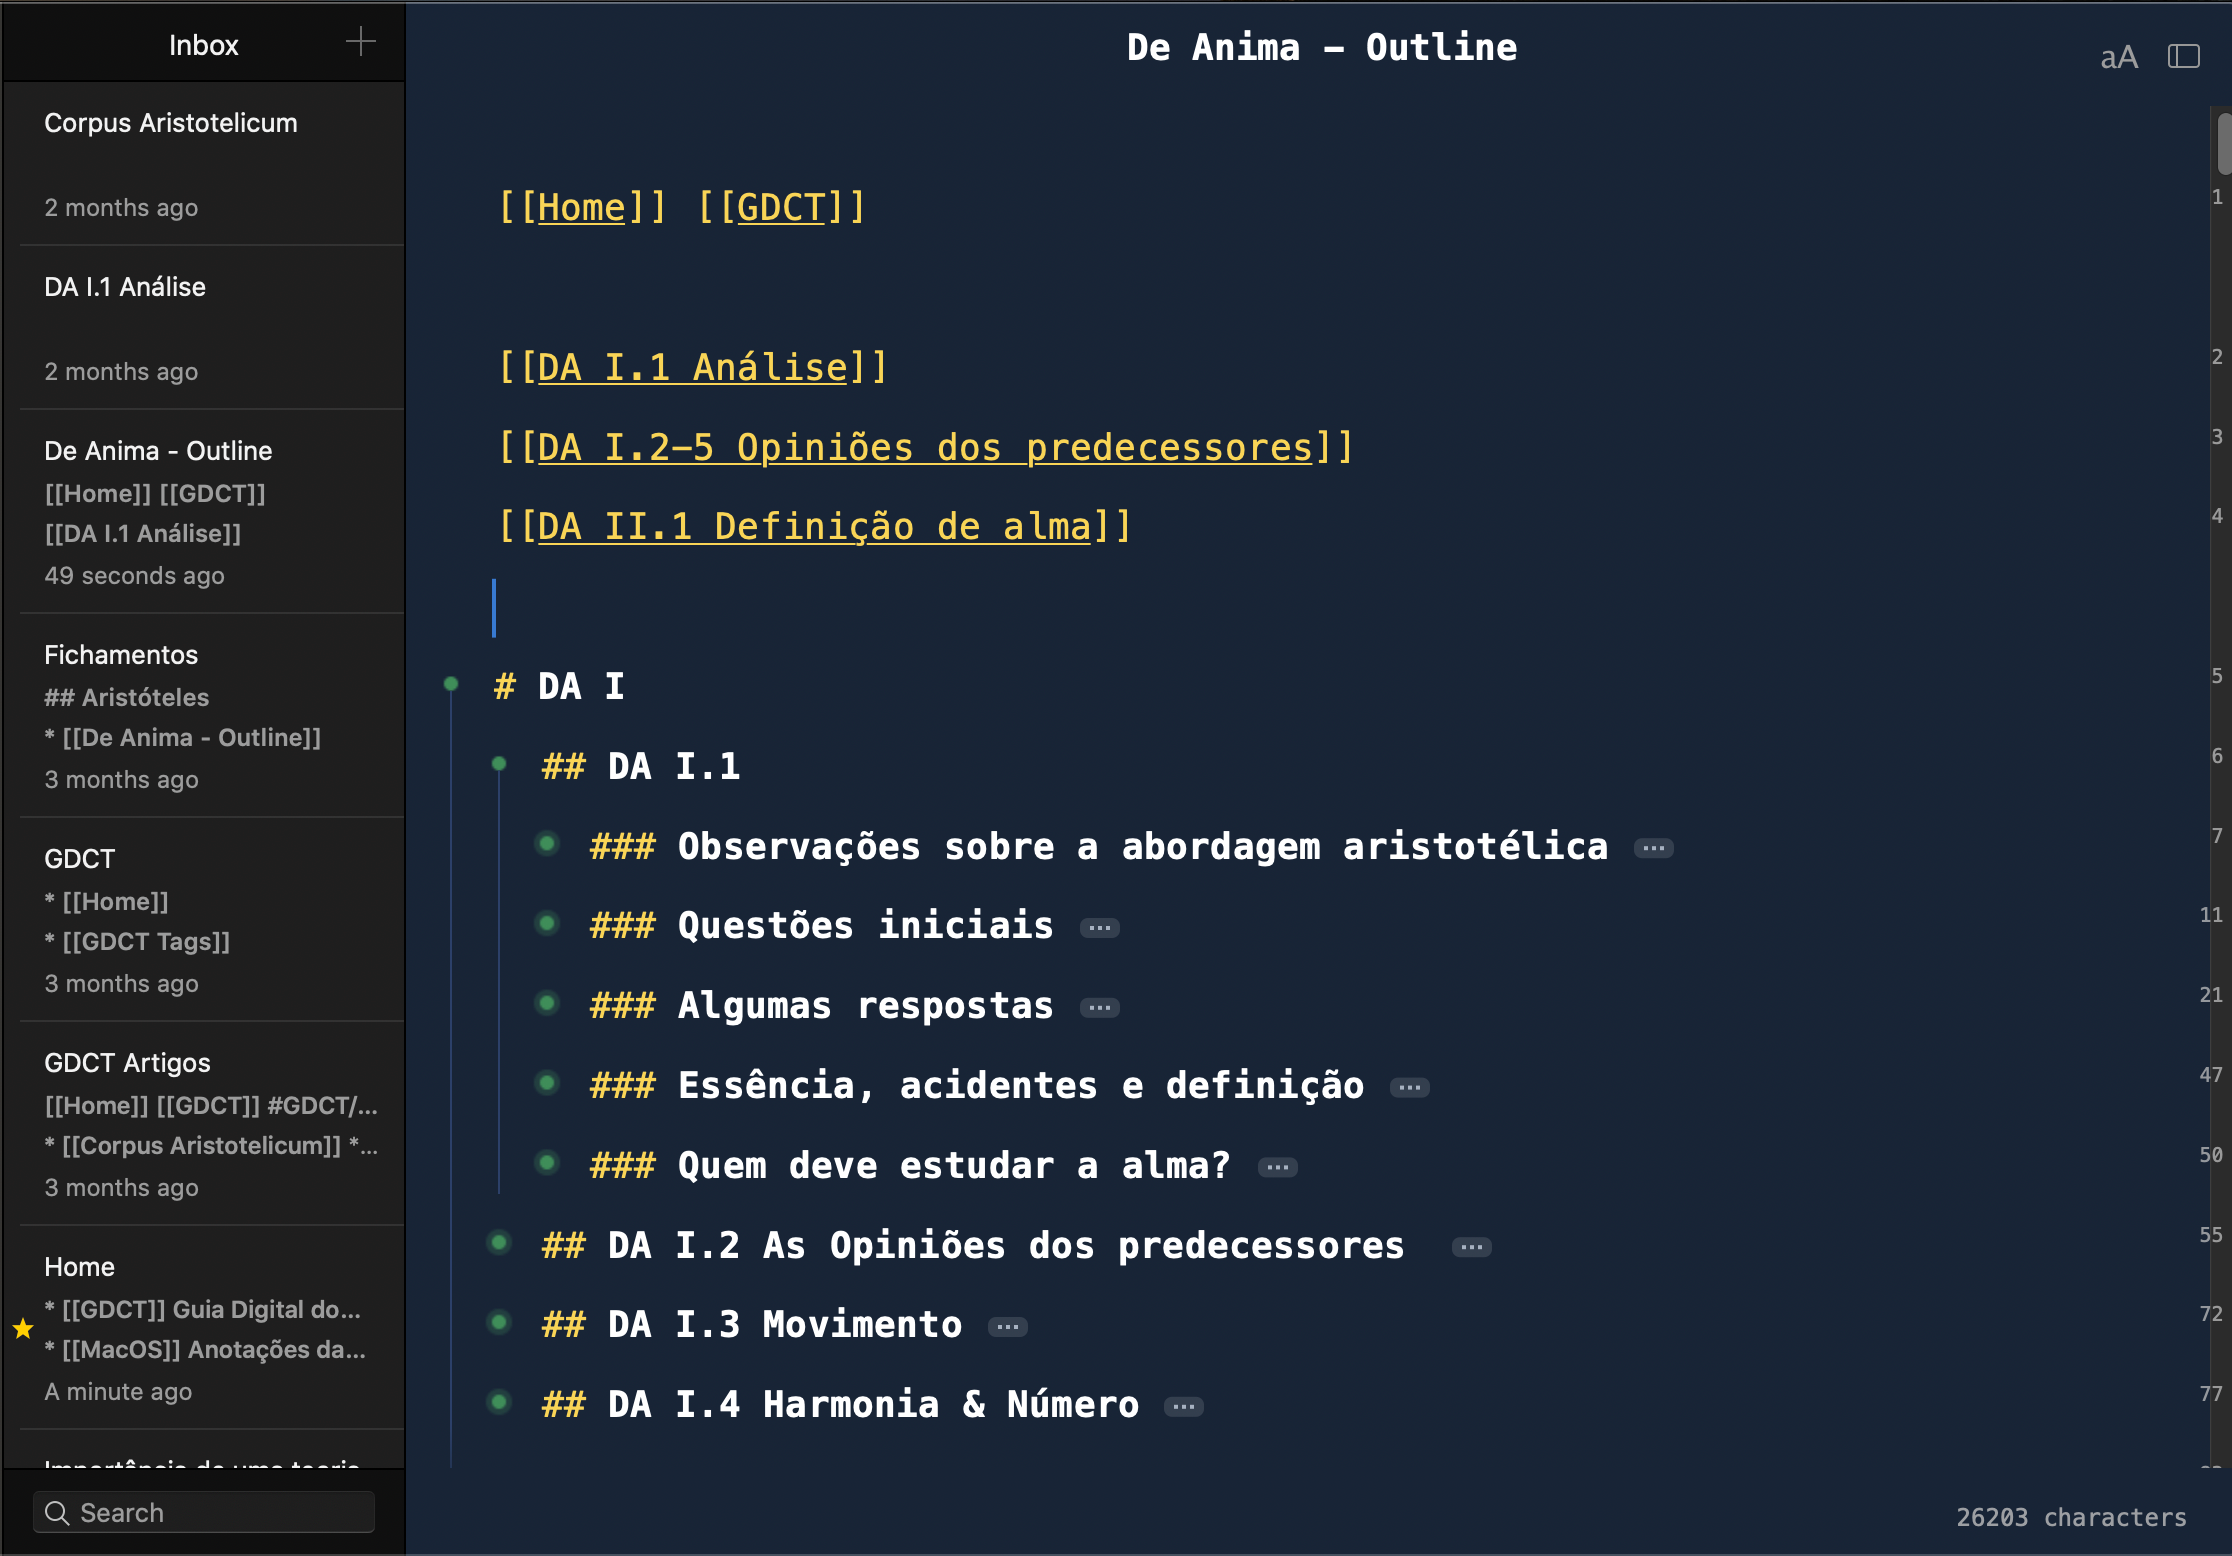 Inbox
Corpus Aristotelicum
2 months ago
DA I.1 Análise
2 months ago
De Anima - Outline
[[Home]] [[GDCT]]
[[DA I.1 Análise]]
49 seconds ago
Fichamentos
## Aristóteles
* [[De Anima - Outline]]
3 months ago
GDCT
* [[Home]]
* [[GDCT Tags]]
3 months ago
GDCT Artigos
[[Home]] [[GDCT]] #GDCT/...
* [[Corpus Aristotelicum]] *...
3 months ago
Home
* [[GDCT]] Guia Digital do...
* [[MacOS]] Anotações da...
A minute ago
Importância de uma teoria
Search
De Anima - Outline
aA
[[Home]] [[GDCT]] 1
[[DA I.1 Análise]] 2
[[DA I.2-5 Opiniões dos predecessores]] 3
[[DA II.1 Definição de alma]] 4
# DA I 5
## DA I.1 6
### Observações sobre a abordagem aristotélica ... 7
### Questões iniciais ... 11
### Algumas respostas ... 21
### Essência, acidentes e definição ... 47
### Quem deve estudar a alma? ... 50
## DA I.2 As Opiniões dos predecessores ... 55
## DA I.3 Movimento ... 72
## DA I.4 Harmonia & Número ... 77
26203 characters